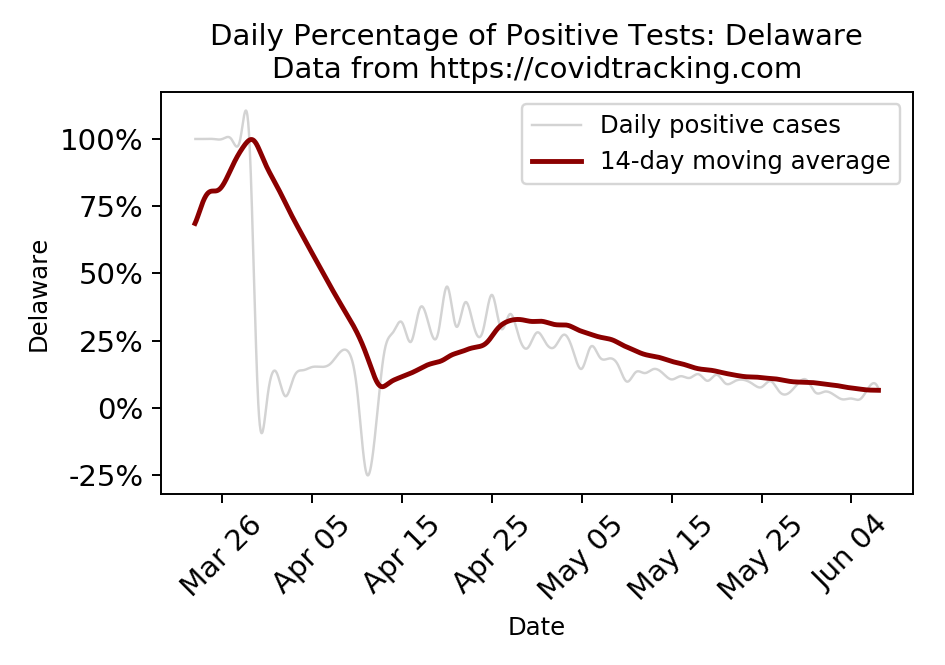 Daily Percentage of Positive Tests: Delaware
Data from https://covidtracking.com
Daily positive cases
14-day moving average
100%
75%
50%
25%
0%
-25%
Delaware
Mar 26
Apr 05
Apr 15
Apr 25
May 05
May 15
May 25
Jun 04
Date